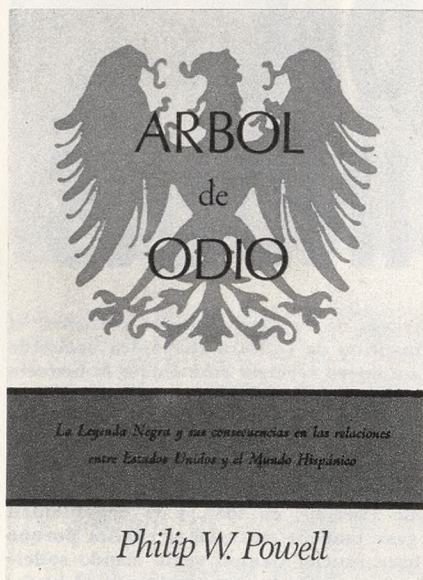 ARBOL
de
ODIO
La Leyenda Negra y sus consecuencias en las relaciones
entre Estados Unidos y el Mundo Hispánico
Philip W. Powell